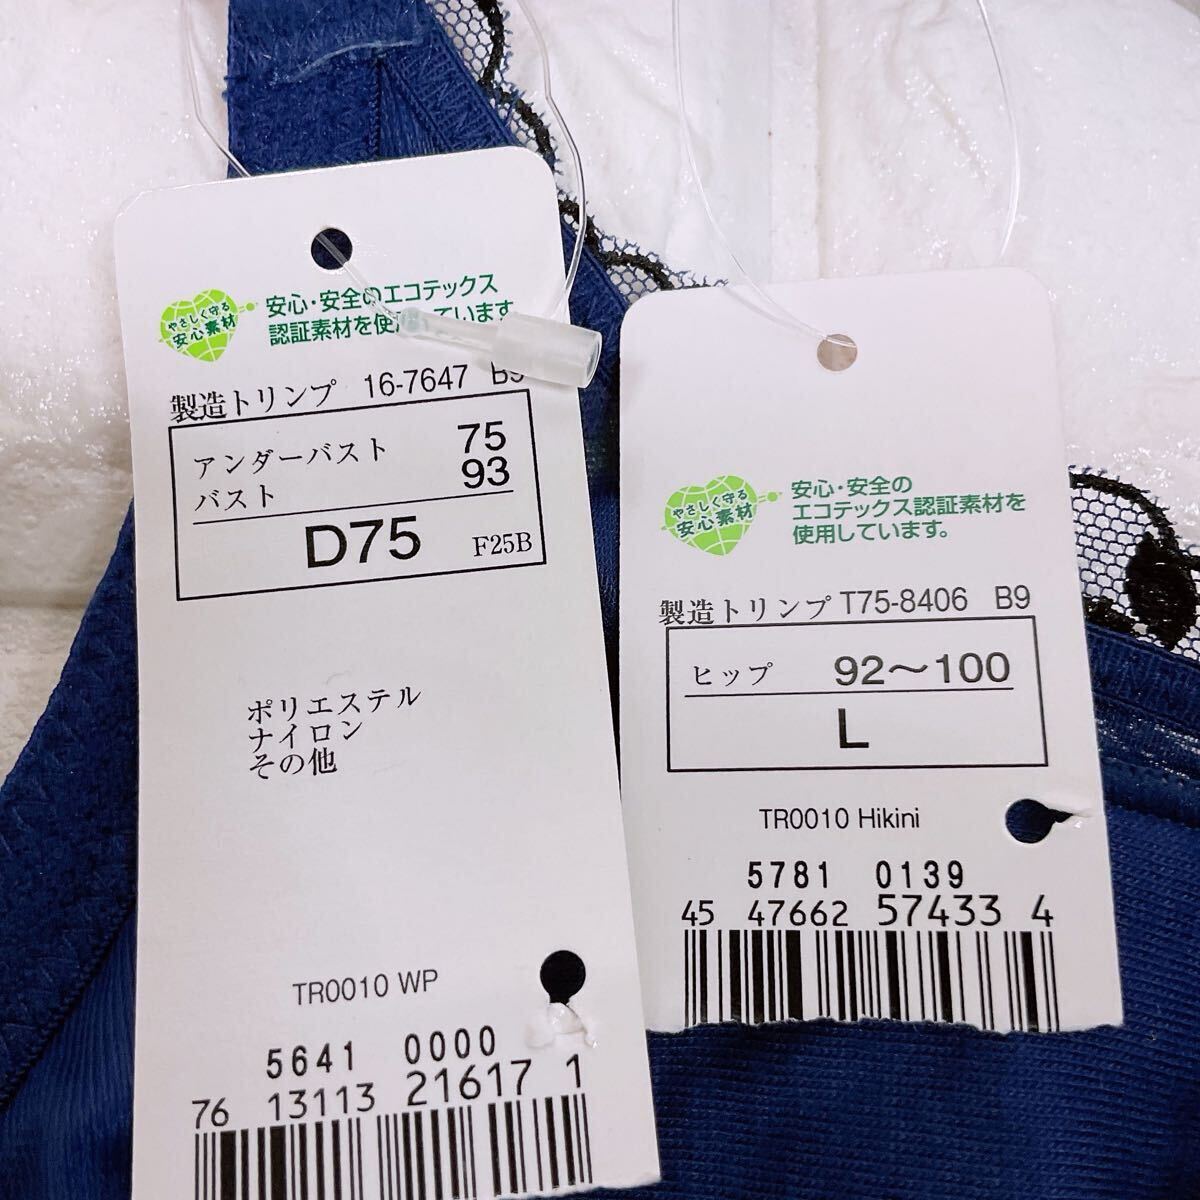 やさしく守る
安心素材
安心・安全のエコテックス
認証素材を使用しています
製造トリンプ 16-7647 B9
アンダーバスト 75
バスト 93
D75 F25B
ポリエステル
ナイロン
その他
TR0010 WP
5641 0000
76 13113 21617 1
やさしく守る
安心素材
安心・安全の
エコテックス認証素材を
使用しています。
製造トリンプ T75-8406 B9
ヒップ 92～100
L
TR0010 Hikini
5781 0139
45 47662 57433 4